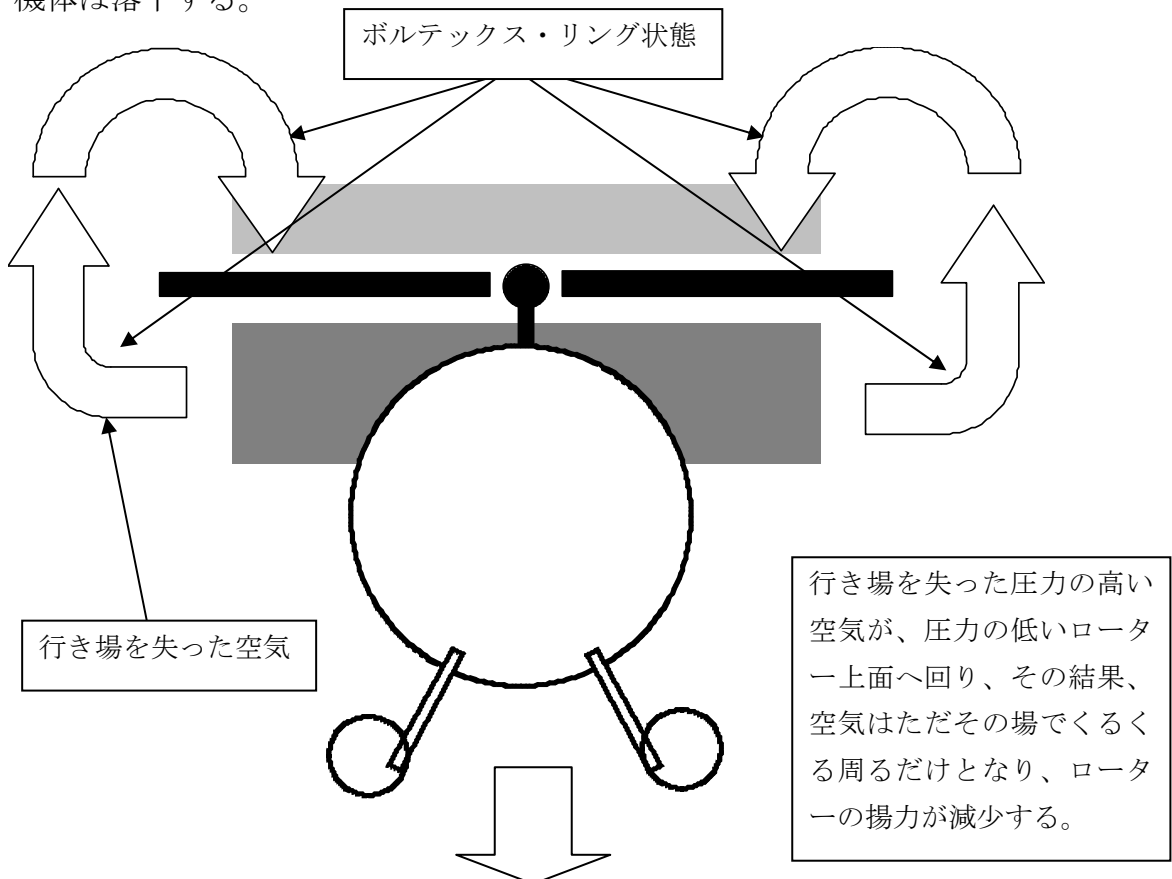 機体は落下する。
ボルテックス・リング状態
行き場を失った空気
行き場を失った圧力の高い
空気が、圧力の低いロータ
ー上面へ回り、その結果、
空気はただその場でくるく
る周るだけとなり、ロータ
ーの揚力が減少する。